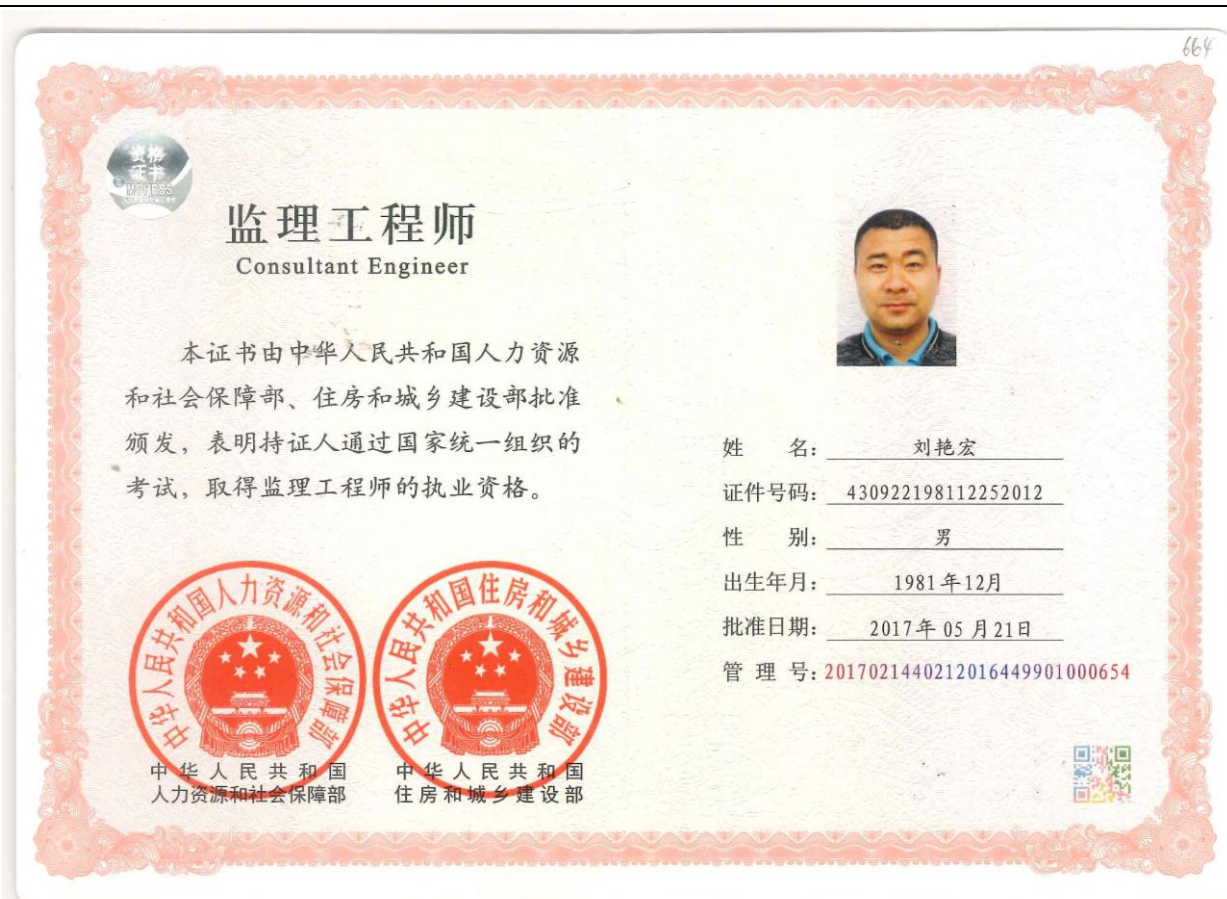 664
资格
证书
MOHRSS
监理工程师
Consultant Engineer
本证书由中华人民共和国人力资源
和社会保障部、住房和城乡建设部批准
颁发，表明持证人通过国家统一组织的
考试，取得监理工程师的执业资格。
姓 名：刘艳宏
证件号码：430922198112252012
性 别：男
出生年月：1981年12月
批准日期：2017年05月21日
管 理 号：2017021440212016449901000654
中华人民共和国人力资源和社会保障部
中华人民共和国住房和城乡建设部
中华人民共和国
人力资源和社会保障部
中华人民共和国
住房和城乡建设部